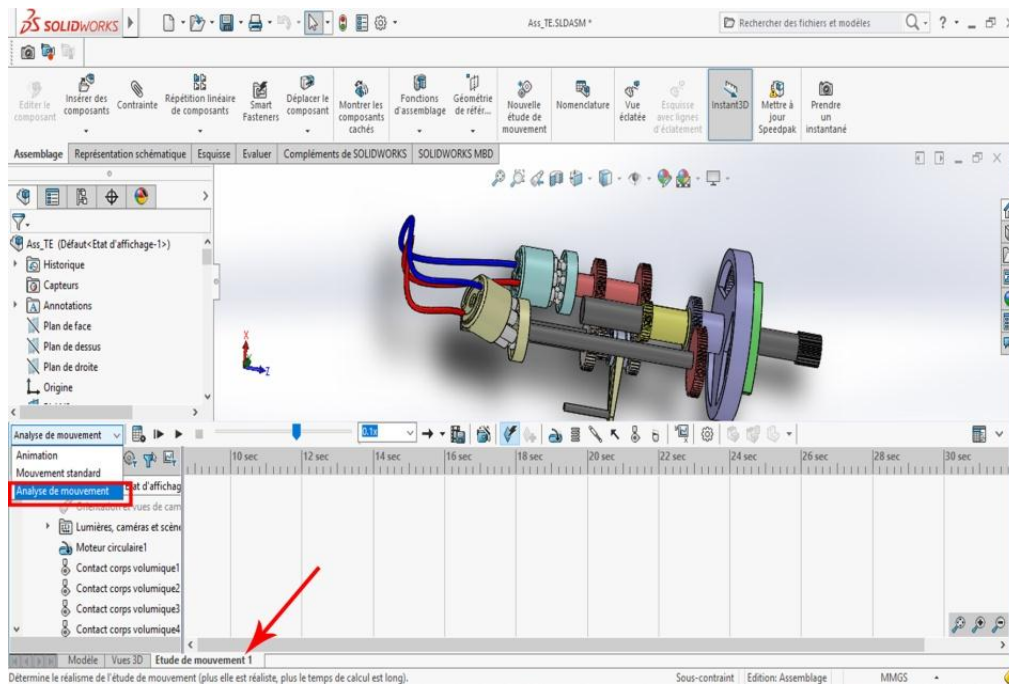 SOLIDWORKS
Ass_TE.SLDASM *
Rechercher des fichiers et modèles
Editer le composant
Insérer des composants
Contrainte
Répétition linéaire de composants
Smart Fasteners
Déplacer le composant
Montrer les composants cachés
Fonctions d'assemblage
Géométrie de référ...
Nouvelle étude de mouvement
Nomenclature
Vue éclatée
Esquisse avec lignes d'éclatement
Instant3D
Mettre à jour Speedpak
Prendre un instantané
Assemblage Représentation schématique Esquisse Evaluer Compléments de SOLIDWORKS SOLIDWORKS MBD
Ass_TE (Défaut<Etat d'affichage-1>)
Historique
Capteurs
Annotations
Plan de face
Plan de dessus
Plan de droite
Origine
X
Z
Analyse de mouvement
0.1x
Animation
Mouvement standard
Analyse de mouvement
10 sec 12 sec 14 sec 16 sec 18 sec 20 sec 22 sec 24 sec 26 sec 28 sec 30 sec
Etat d'affichag
Orientation et vues de cam
Lumières, caméras et scène
Moteur circulaire1
Contact corps volumique1
Contact corps volumique2
Contact corps volumique3
Contact corps volumique4
Modèle Vues 3D Etude de mouvement 1
Détermine le réalisme de l'étude de mouvement (plus elle est réaliste, plus le temps de calcul est long).
Sous-contraint Edition: Assemblage MMGS